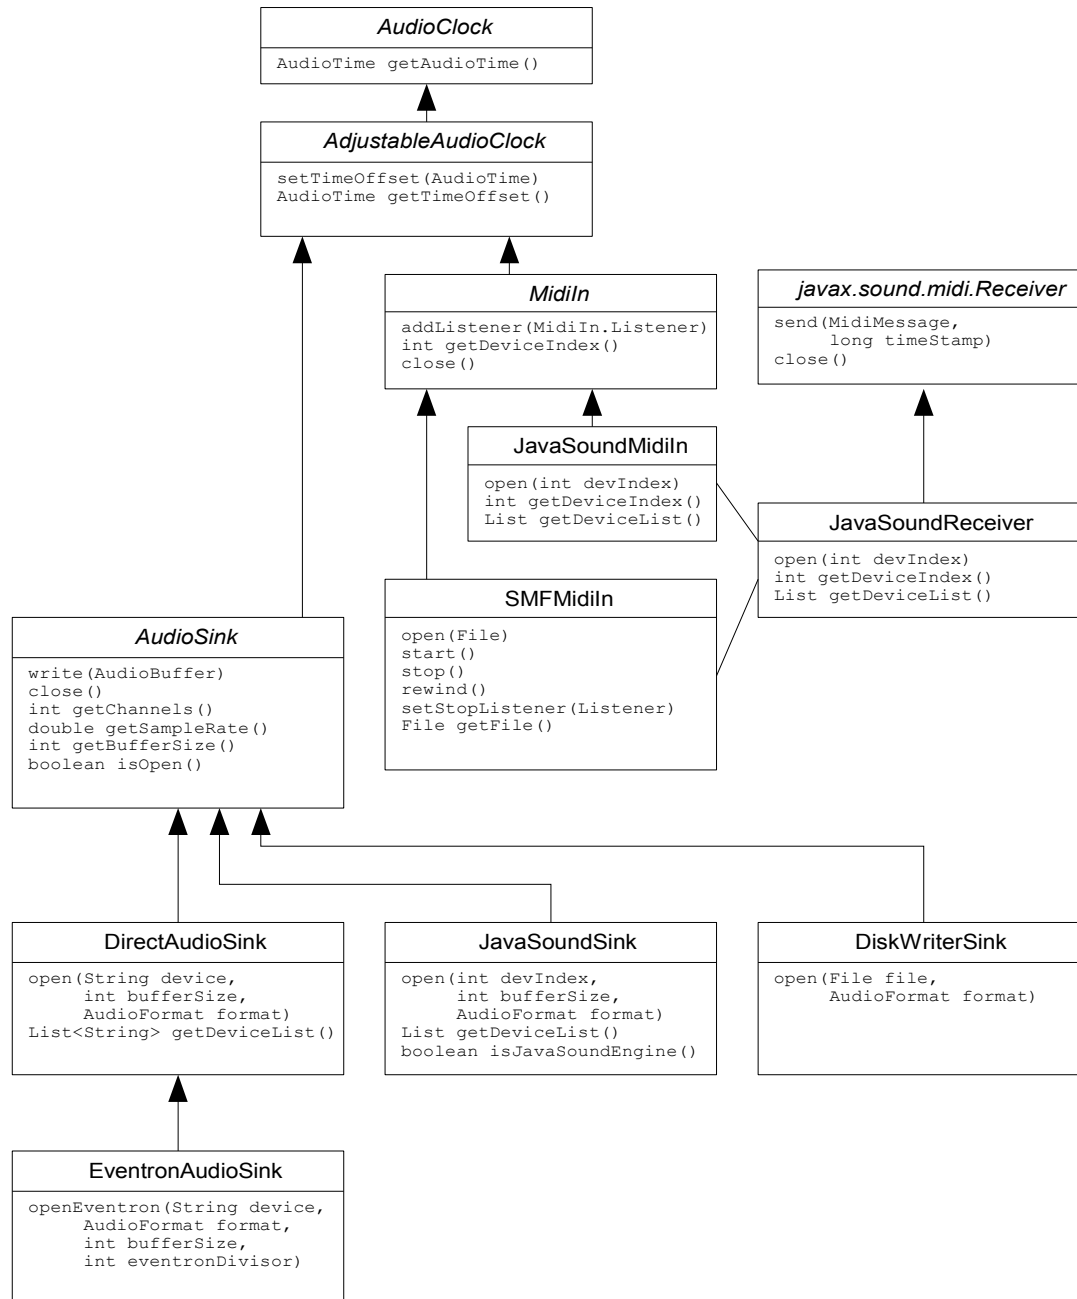 AudioClock
AudioTime getAudioTime()
AdjustableAudioClock
setTimeOffset(AudioTime)
AudioTime getTimeOffset()
MidiIn
addListener(MidiIn.Listener)
int getDeviceIndex()
close()
javax.sound.midi.Receiver
send(MidiMessage,
long timeStamp)
close()
JavaSoundMidiIn
open(int devIndex)
int getDeviceIndex()
List getDeviceList()
JavaSoundReceiver
open(int devIndex)
int getDeviceIndex()
List getDeviceList()
SMFMidiIn
open(File)
start()
stop()
rewind()
setStopListener(Listener)
File getFile()
AudioSink
write(AudioBuffer)
close()
int getChannels()
double getSampleRate()
int getBufferSize()
boolean isOpen()
DirectAudioSink
open(String device,
int bufferSize,
AudioFormat format)
List<String> getDeviceList()
JavaSoundSink
open(int devIndex,
int bufferSize,
AudioFormat format)
List getDeviceList()
boolean isJavaSoundEngine()
DiskWriterSink
open(File file,
AudioFormat format)
EventronAudioSink
openEventron(String device,
AudioFormat format,
int bufferSize,
int eventronDivisor)